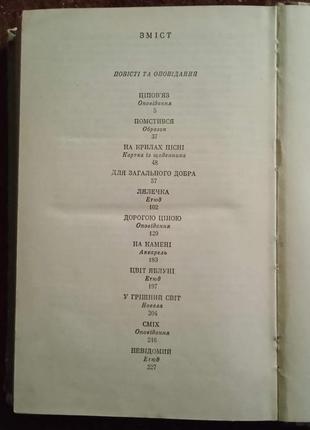 ЗМІСТ
ПОВІСТІ ТА ОПОВІДАННЯ
ЦІПОВ'ЯЗ
Оповідання
5
ПОМСТИВСЯ
Образок
37
НА КРИЛАХ ПІСНІ
Картка із щоденника
48
ДЛЯ ЗАГАЛЬНОГО ДОБРА
57
ЛЯЛЕЧКА
Етюд
102
ДОРОГОЮ ЦІНОЮ
Оповідання
129
НА КАМЕНІ
Акварель
183
ЦВІТ ЯБЛУНІ
Етюд
197
У ГРІШНИЙ СВІТ
Новела
204
СМІХ
Оповідання
216
НЕВІДОМИЙ
Етюд
227